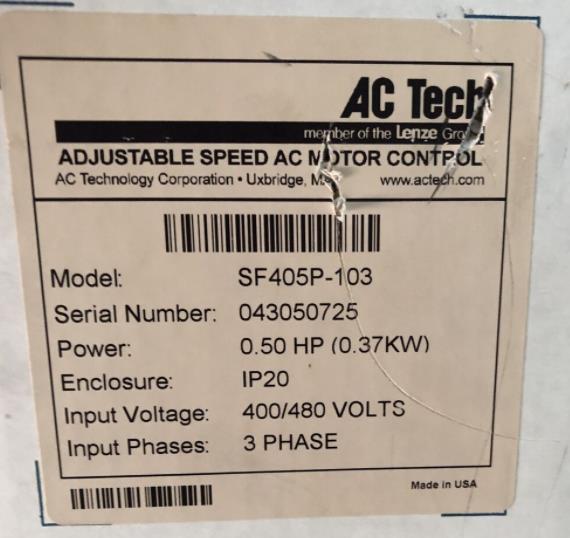 AC Tech
member of the Lenze Group
ADJUSTABLE SPEED AC MOTOR CONTROL
AC Technology Corporation • Uxbridge, www.actech.com
Model: SF405P-103
Serial Number: 043050725
Power: 0.50 HP (0.37KW)
Enclosure: IP20
Input Voltage: 400/480 VOLTS
Input Phases: 3 PHASE
Made in USA